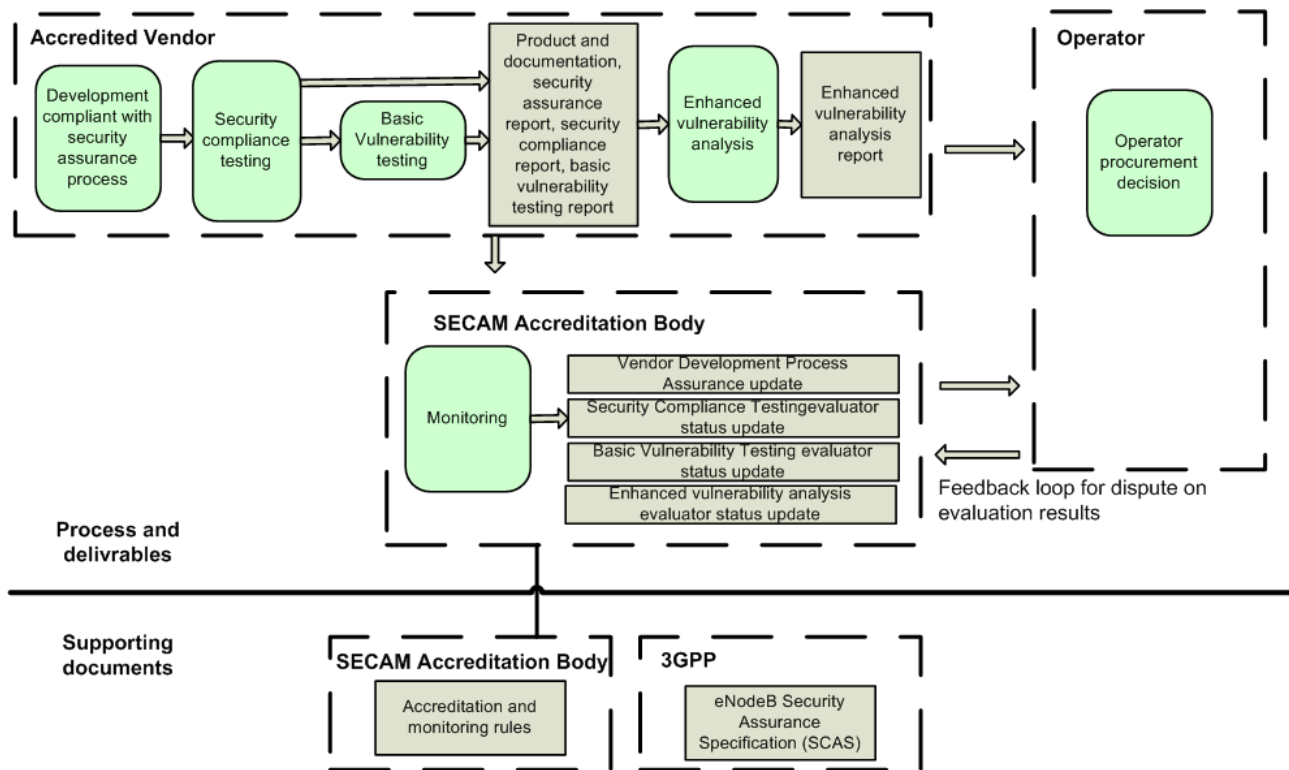 Accredited Vendor
Development
compliant with
security
assurance
process
Security
compliance
testing
Basic
Vulnerability
testing
Product and
documentation,
security
assurance
report, security
compliance
report, basic
vulnerability
testing report
Enhanced
vulnerability
analysis
Enhanced
vulnerability
analysis
report
Operator
Operator
procurement
decision
SECAM Accreditation Body
Monitoring
Vendor Development Process
Assurance update
Security Compliance Testingevaluator
status update
Basic Vulnerability Testing evaluator
status update
Enhanced vulnerability analysis
evaluator status update
Feedback loop for dispute on
evaluation results
Process and
delivrables
Supporting
documents
SECAM Accreditation Body
Accreditation and
monitoring rules
3GPP
eNodeB Security
Assurance
Specification (SCAS)